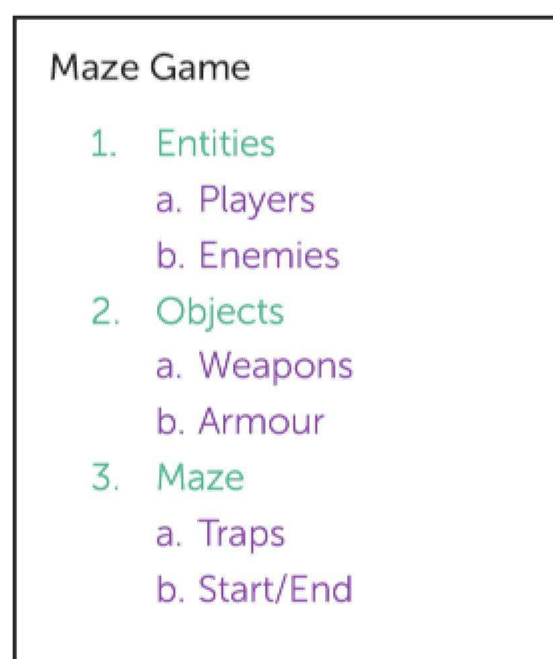 Maze Game
1. Entities
a. Players
b. Enemies
2. Objects
a. Weapons
b. Armour
3. Maze
a. Traps
b. Start/End